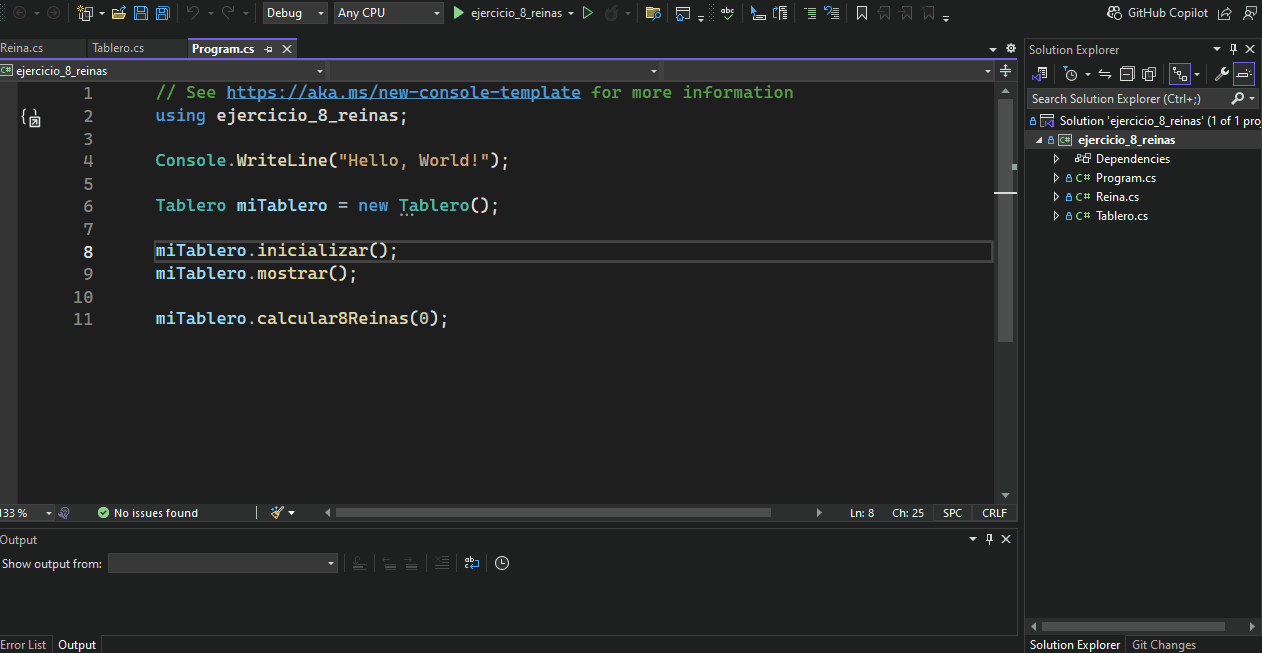 Debug Any CPU ejercicio_8_reinas GitHub Copilot
Reina.cs Tablero.cs Program.cs
C# ejercicio_8_reinas
1 // See https://aka.ms/new-console-template for more information
2 using ejercicio_8_reinas;
3
4 Console.WriteLine("Hello, World!");
5
6 Tablero miTablero = new Tablero();
7
8 miTablero.inicializar();
9 miTablero.mostrar();
10
11 miTablero.calcular8Reinas(0);
133 % No issues found Ln: 8 Ch: 25 SPC CRLF
Output
Show output from:
Error List Output
Solution Explorer
Search Solution Explorer (Ctrl+;)
Solution 'ejercicio_8_reinas' (1 of 1 pro
C# ejercicio_8_reinas
Dependencies
C# Program.cs
C# Reina.cs
C# Tablero.cs
Solution Explorer Git Changes